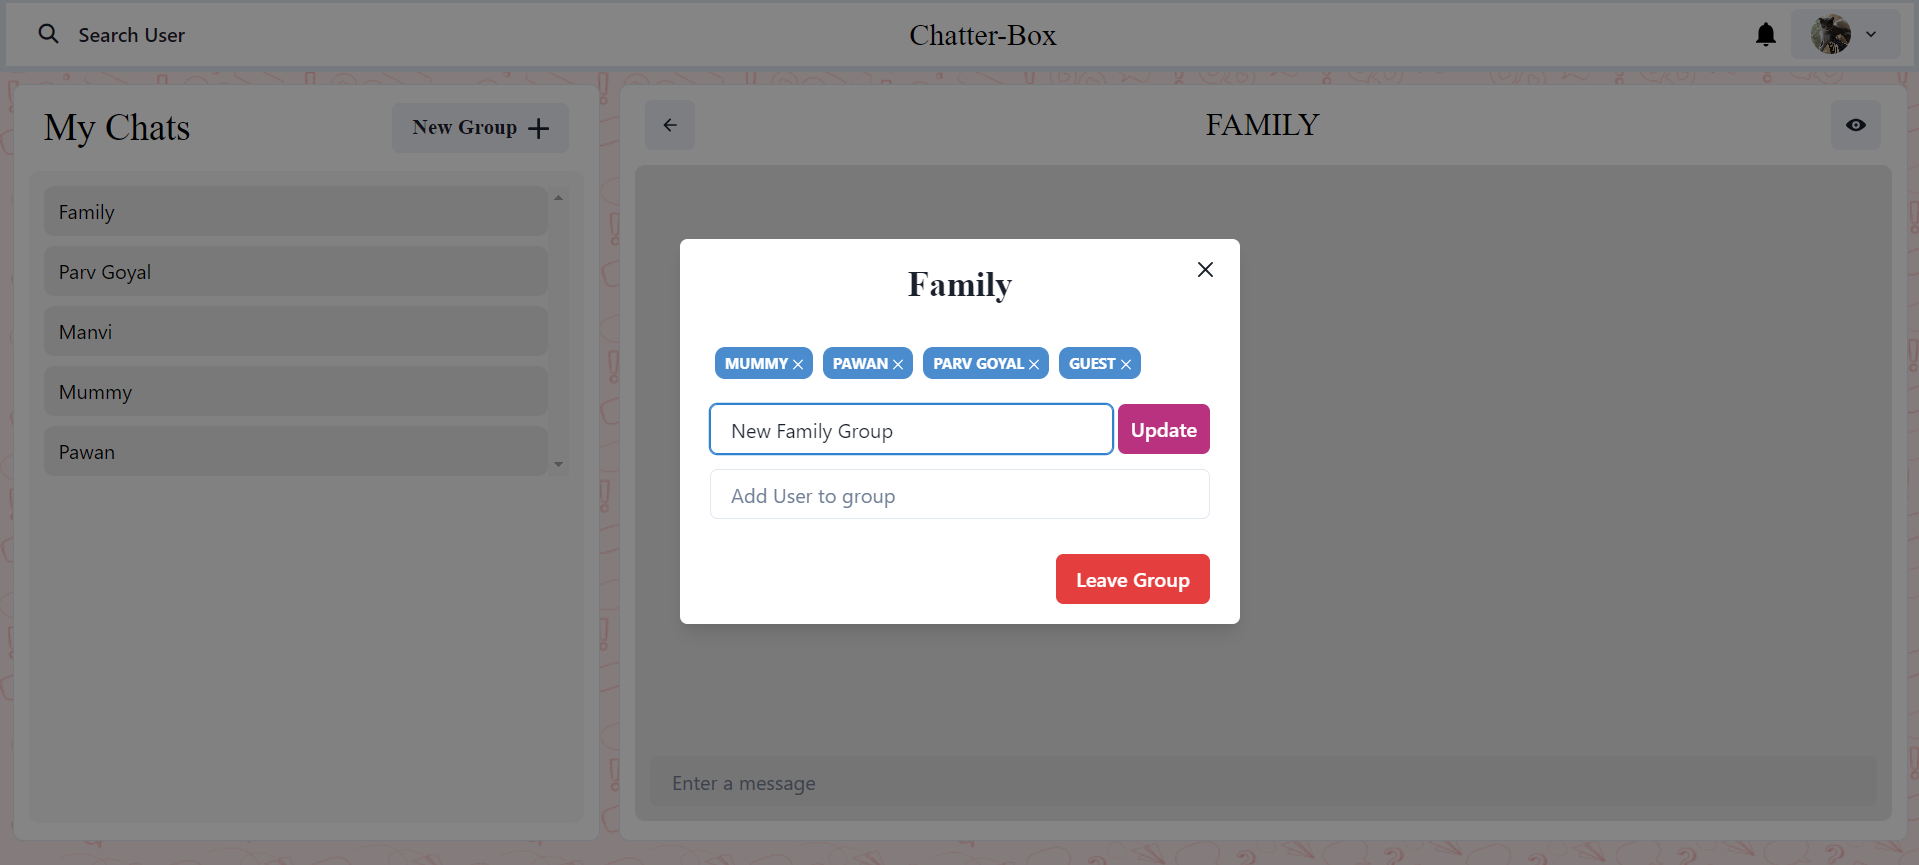 Search User
Chatter-Box
My Chats
New Group
Family
Parv Goyal
Manvi
Mummy
Pawan
FAMILY
Family
MUMMY
PAWAN
PARV GOYAL
GUEST
New Family Group
Update
Add User to group
Leave Group
Enter a message